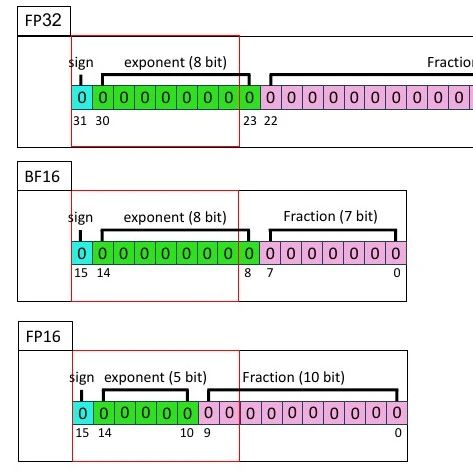 FP32
sign exponent (8 bit) Fractio
0 0 0 0 0 0 0 0 0 0 0 0 0 0 0 0 0 0 0
31 30 23 22
BF16
sign exponent (8 bit) Fraction (7 bit)
0 0 0 0 0 0 0 0 0 0 0 0 0 0 0 0
15 14 8 7 0
FP16
sign exponent (5 bit) Fraction (10 bit)
0 0 0 0 0 0 0 0 0 0 0 0 0 0 0 0
15 14 10 9 0